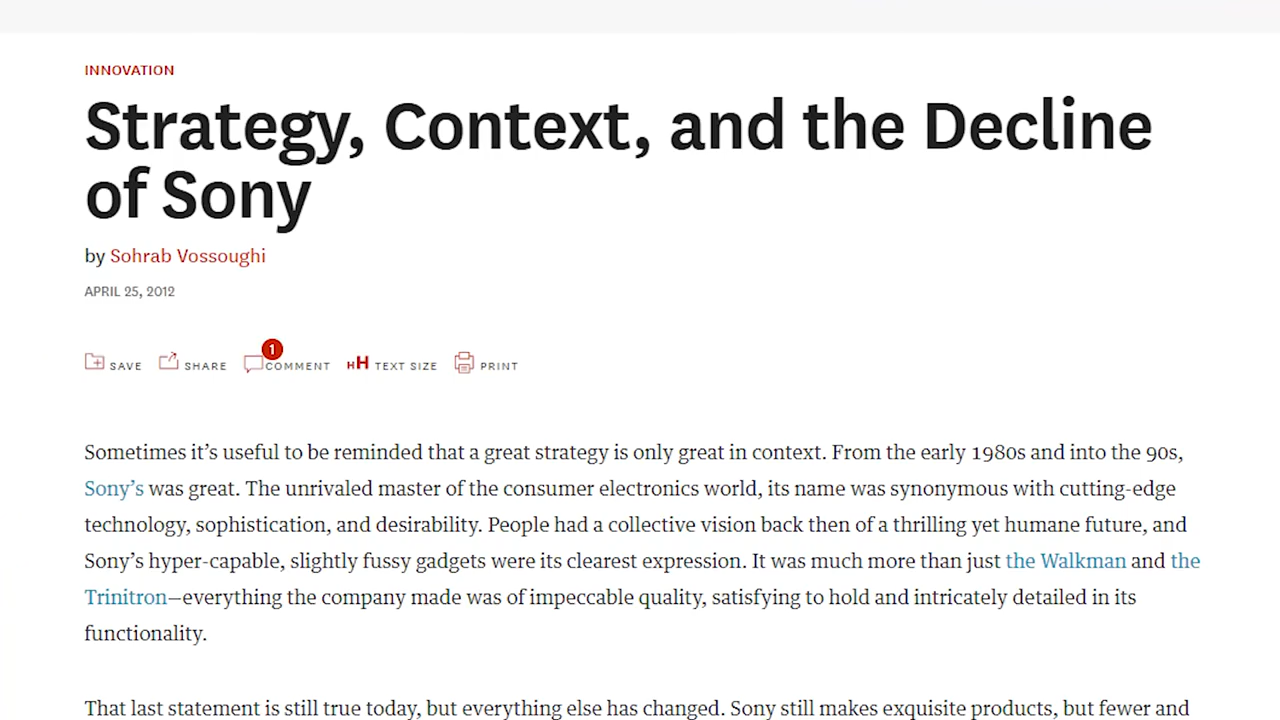 INNOVATION
Strategy, Context, and the Decline
of Sony
by Sohrab Vossoughi
APRIL 25, 2012
SAVE SHARE 1 COMMENT HH TEXT SIZE PRINT
Sometimes it’s useful to be reminded that a great strategy is only great in context. From the early 1980s and into the 90s,
Sony’s was great. The unrivaled master of the consumer electronics world, its name was synonymous with cutting-edge
technology, sophistication, and desirability. People had a collective vision back then of a thrilling yet humane future, and
Sony’s hyper-capable, slightly fussy gadgets were its clearest expression. It was much more than just the Walkman and the
Trinitron—everything the company made was of impeccable quality, satisfying to hold and intricately detailed in its
functionality.
That last statement is still true today, but everything else has changed. Sony still makes exquisite products, but fewer and